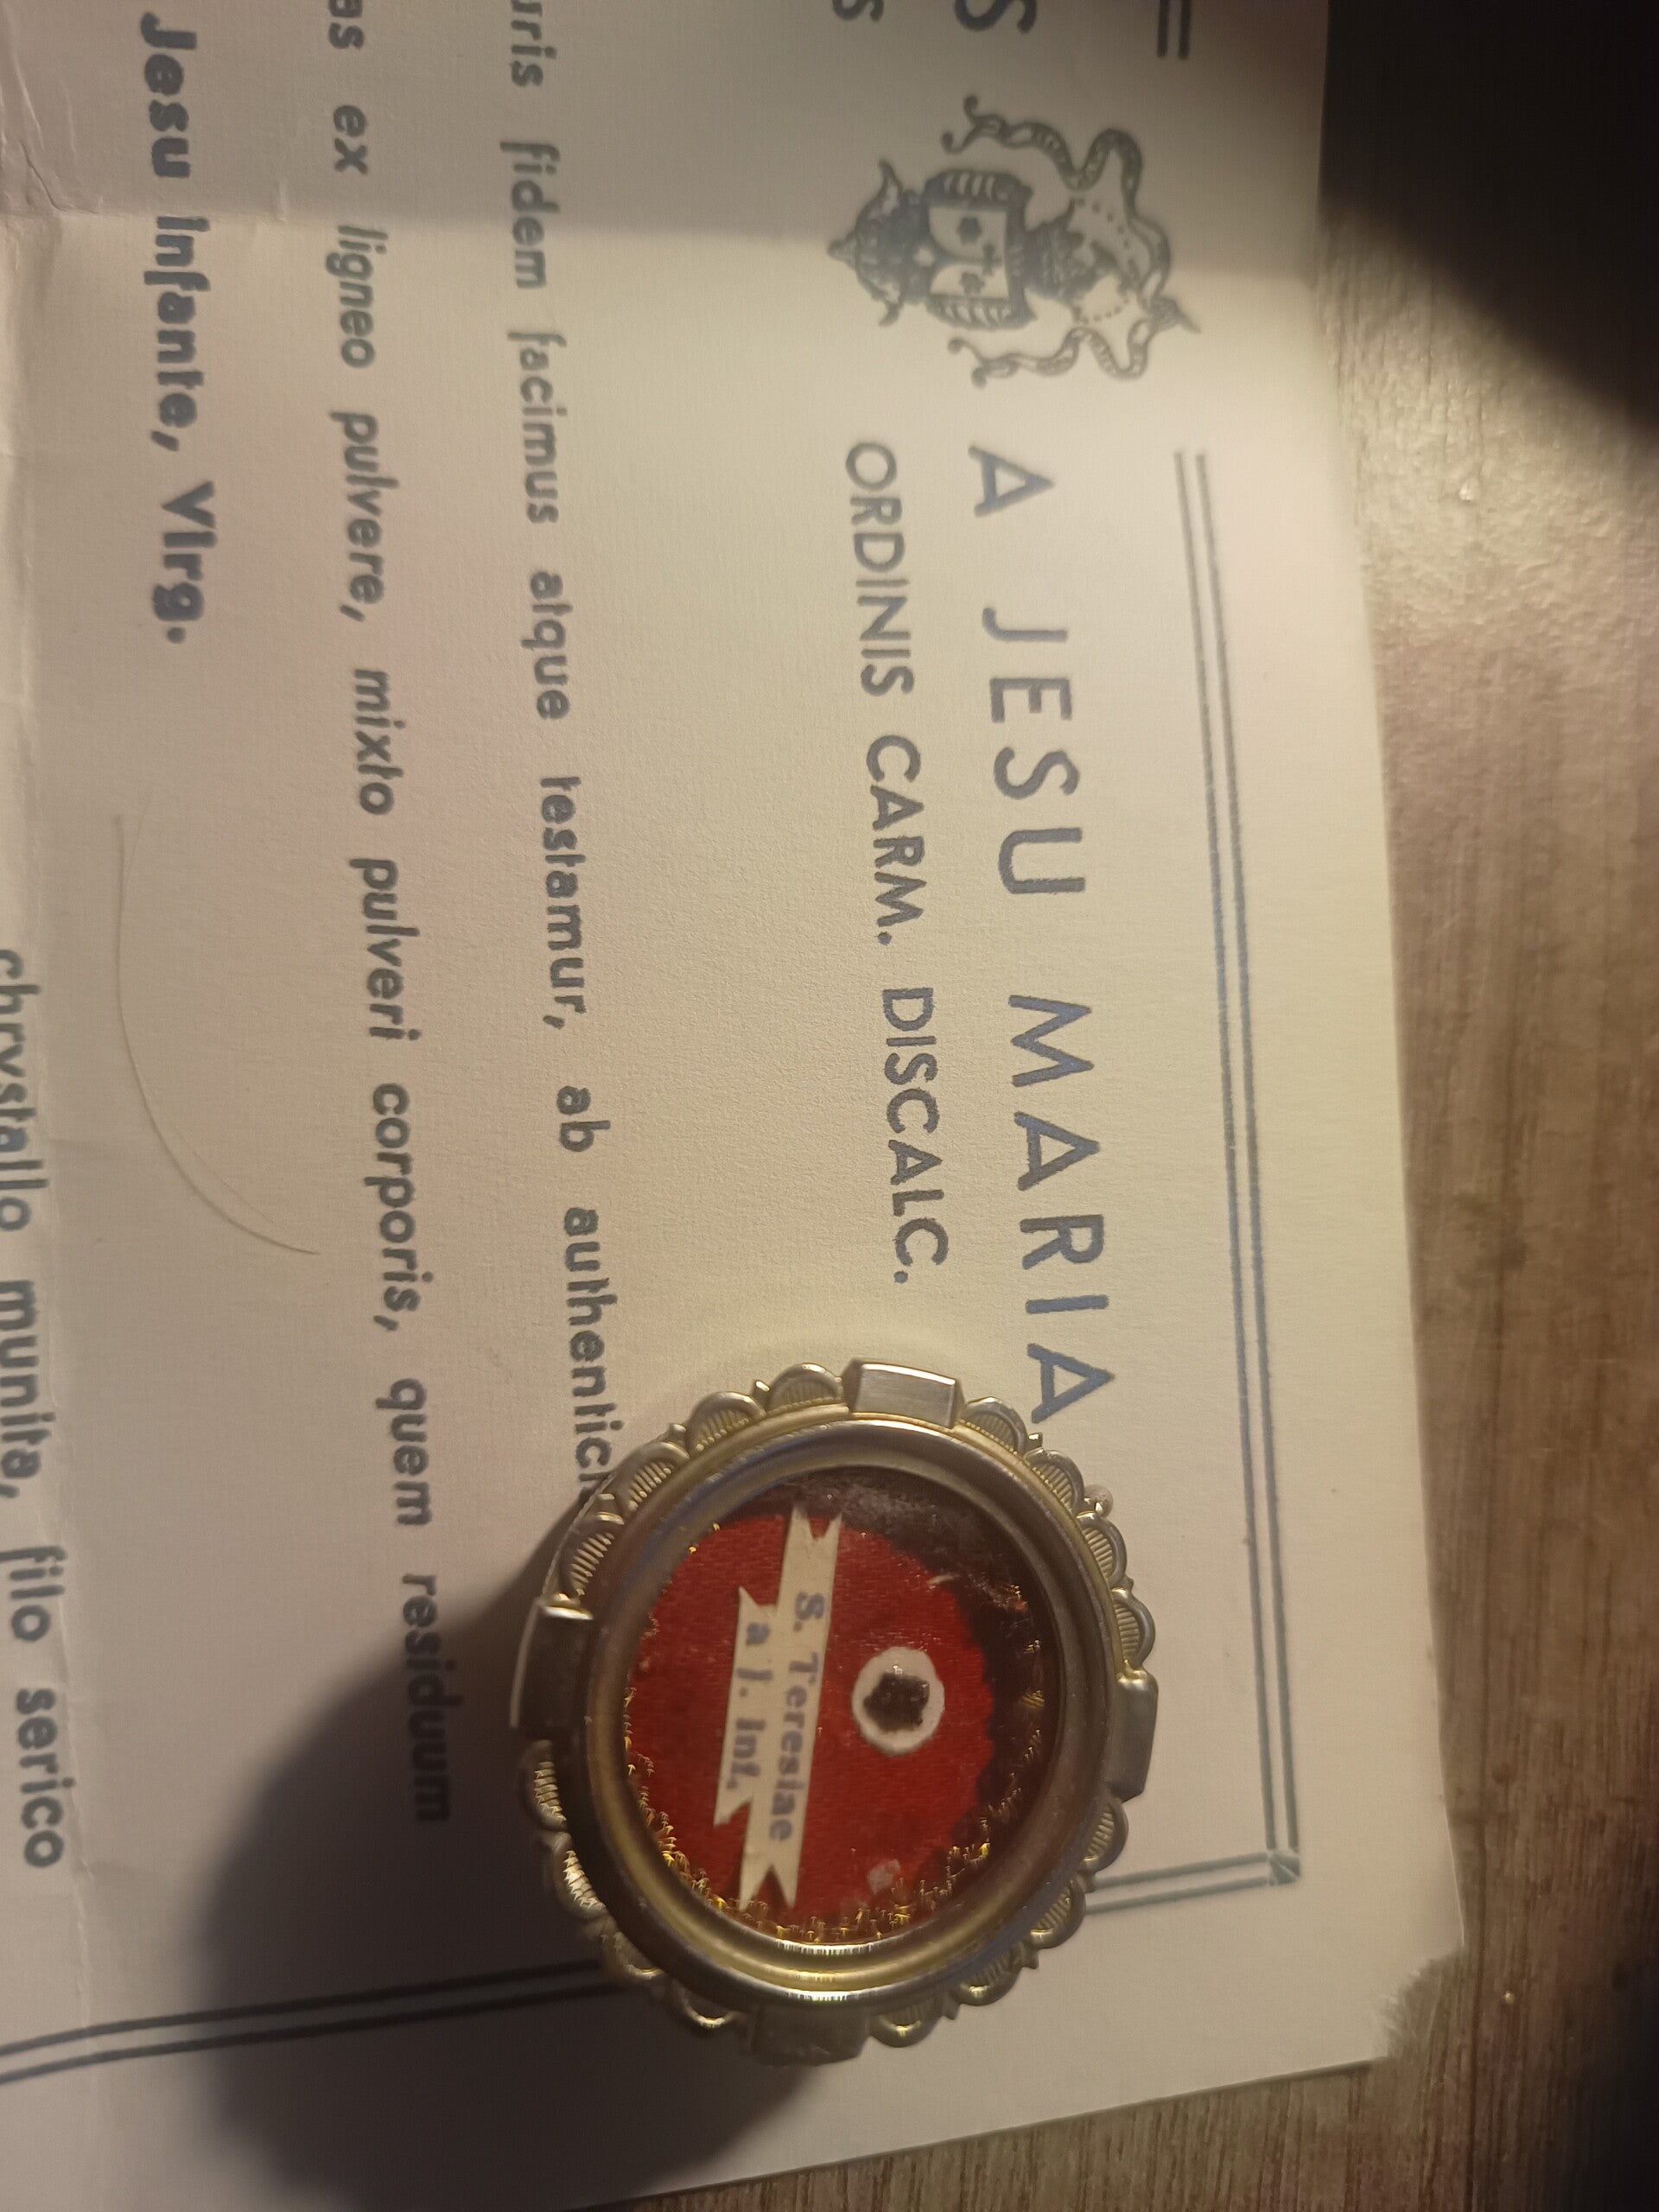 A JESU MARIA
ORDINIS CARM. DISCALC.
fidem facimus atque testamur, ab
ex ligneo pulvere, mixto pulveri corporis, quem residuum
Jesu Infante, Virg.
chrystallo munita, filo serico
S. Teresiae
a J. Inf.